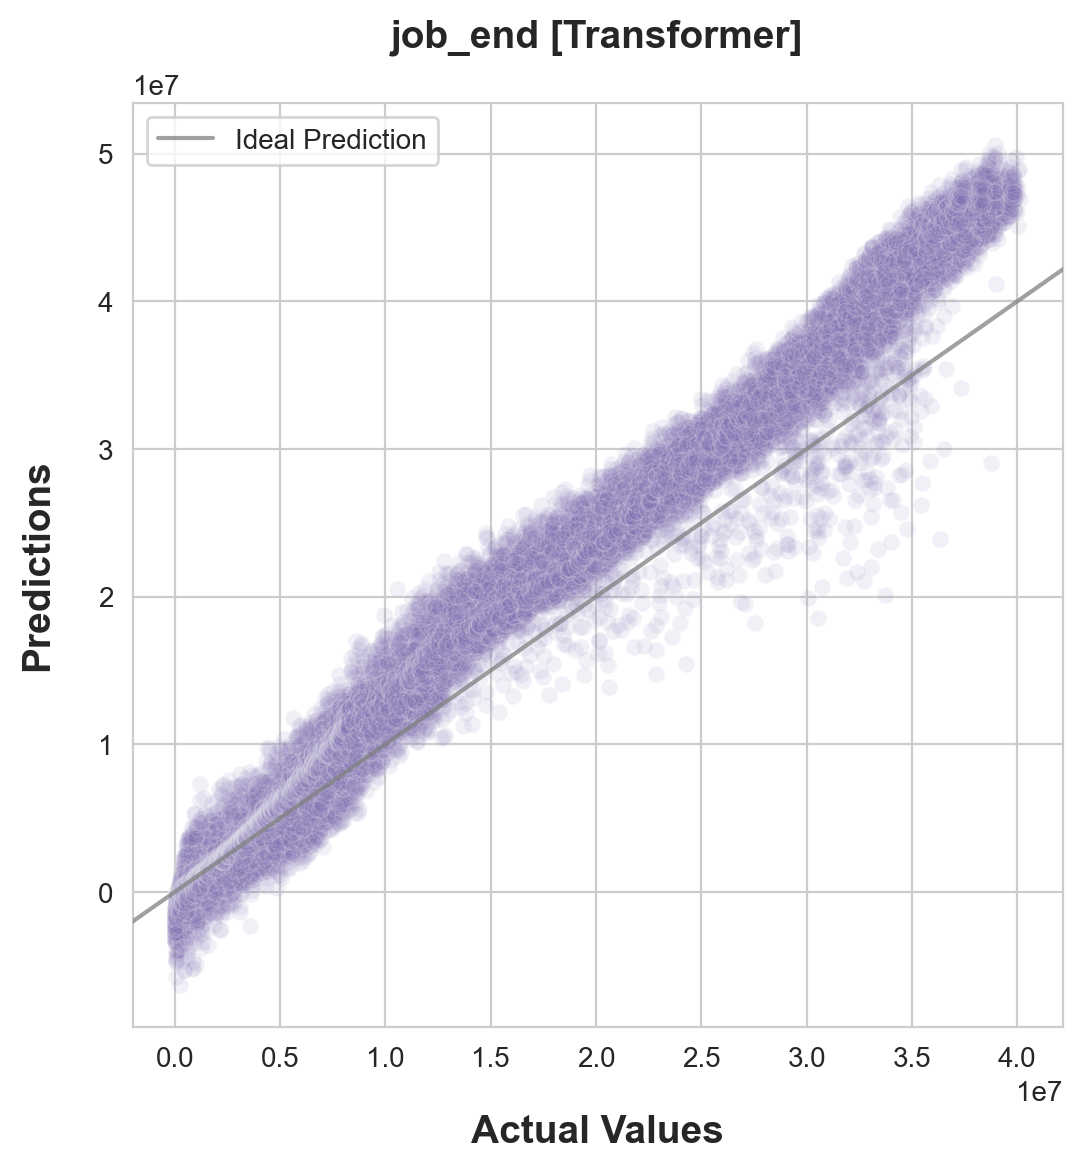 job_end [Transformer]
1e7
Ideal Prediction
5
4
3
2
1
0
Predictions
0.0 0.5 1.0 1.5 2.0 2.5 3.0 3.5 4.0
1e7
Actual Values